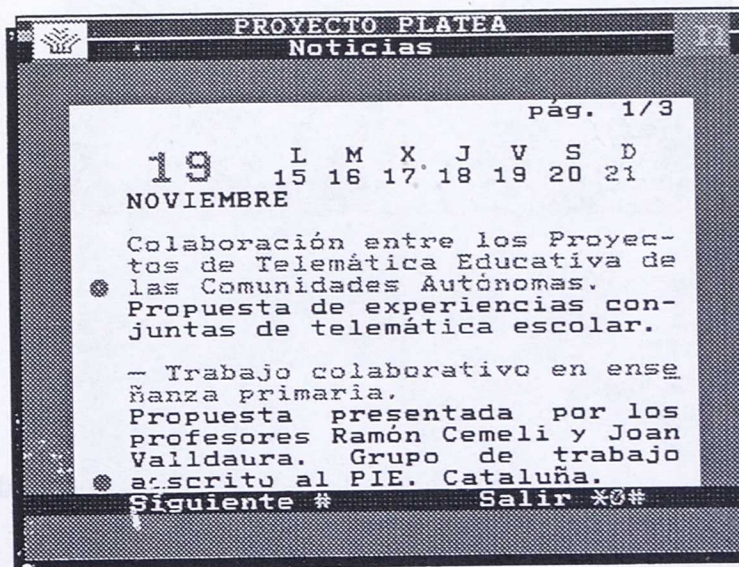 PROYECTO PLATEA
Noticias
pág. 1/3
L M X J V S D
19 15 16 17 18 19 20 21
NOVIEMBRE
Colaboración entre los Proyec-
tos de Telemática Educativa de
las Comunidades Autónomas.
Propuesta de experiencias con-
juntas de telemática escolar.
- Trabajo colaborativo en ense
ñanza primaria.
Propuesta presentada por los
profesores Ramón Cemeli y Joan
Valldaura. Grupo de trabajo
adscrito al PIE. Cataluña.
Siguiente # Salir *0#